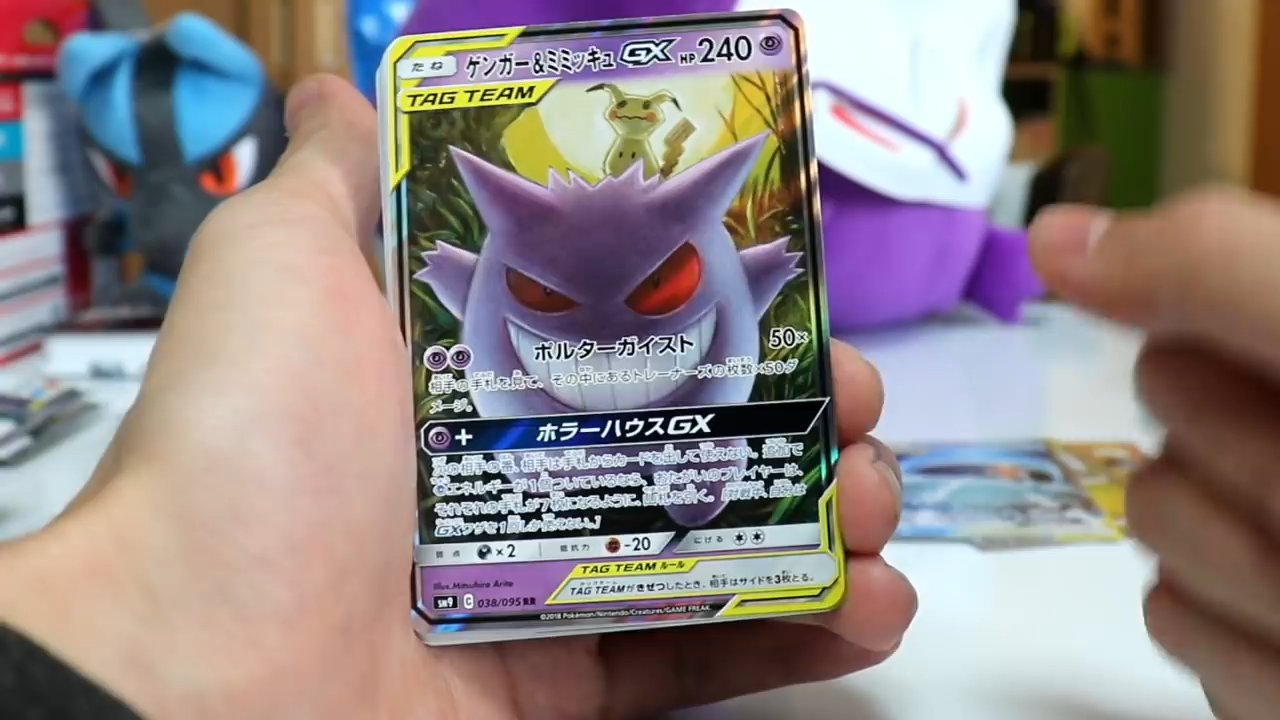 たね ゲンガー&ミミッキュGX HP240
TAG TEAM
ポルターガイスト 50×
相手の手札を見て、その中にあるトレーナーズの枚数×50ダ
メージ。
+ ホラーハウスGX
次の相手の番、相手は手札からカードを出して使えない。追加で
エネルギーが1個ついているなら、おたがいのプレイヤーは、
それぞれの手札が7枚になるように、山札を引く。[対戦中、自分は
GXワザを1回しか使えない。]
弱点 ×2 抵抗力 -20 にげる
TAG TEAM ルール
TAG TEAMがきぜつしたとき、相手はサイドを3枚とる。
Illus. Mitsuhiro Arita
SM9 C 038/095 RR
©2018 Pokémon/Nintendo/Creatures/GAME FREAK.